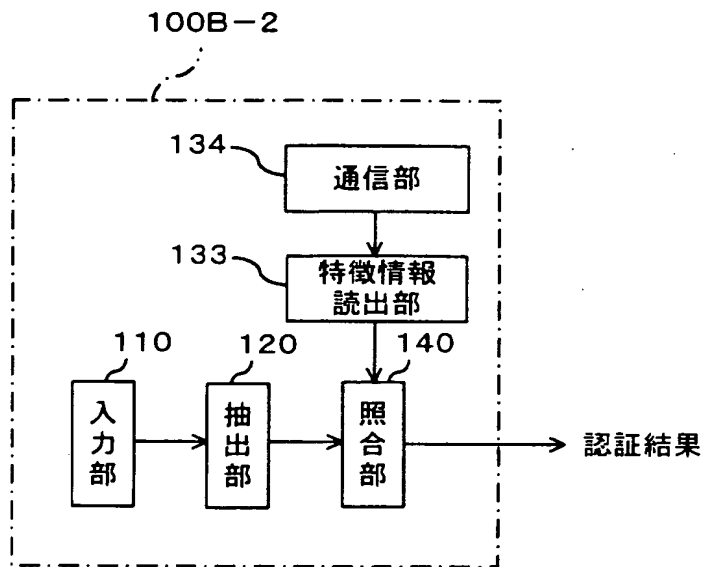 100B-2
134
通信部
133
特徴情報
読出部
110
120
140
入力部
抽出部
照合部
認証結果